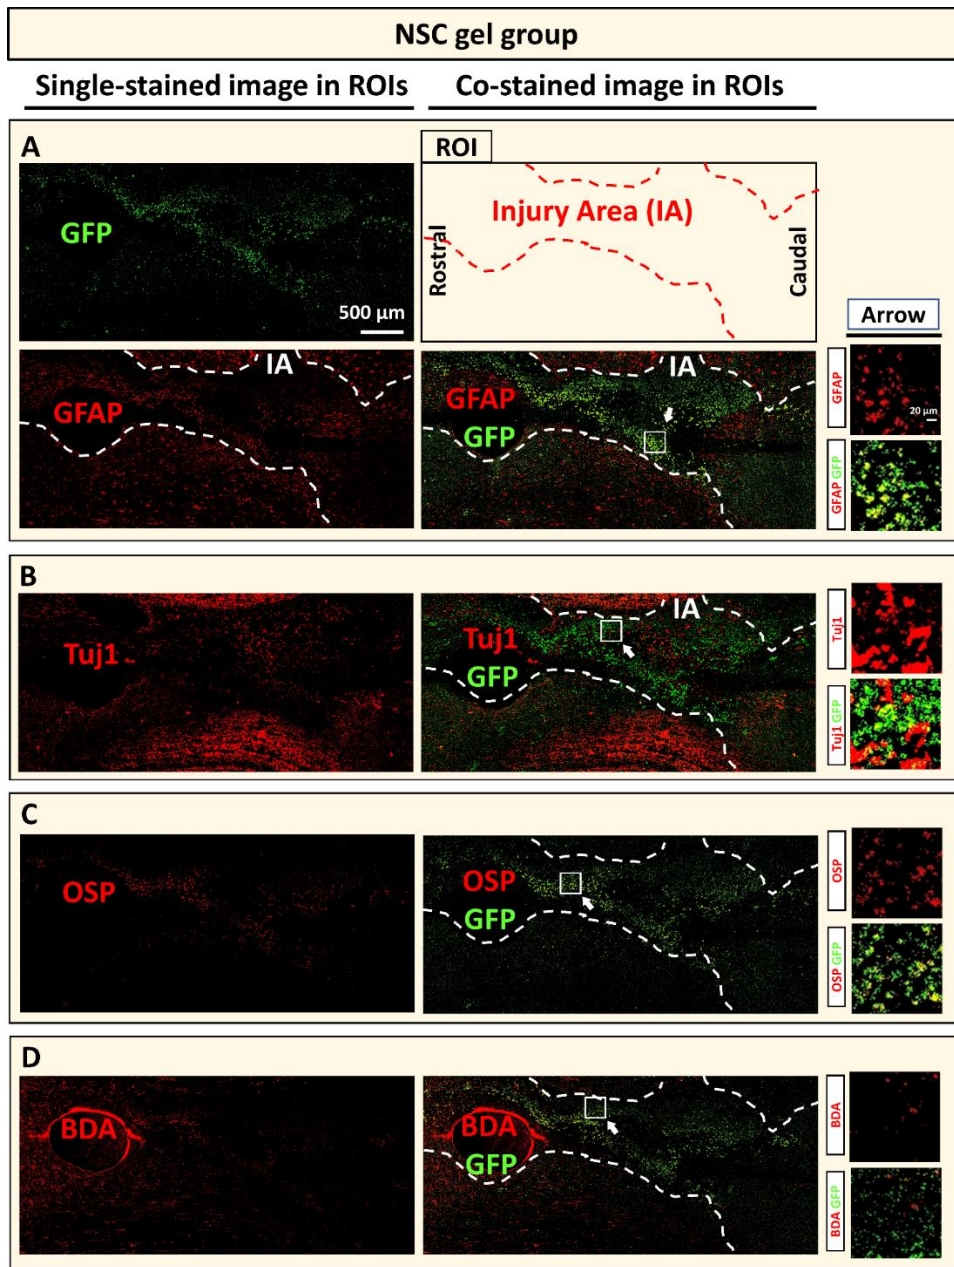 NSC gel group
Single-stained image in ROIs
Co-stained image in ROIs
A
ROI
GFP
500 μm
Injury Area (IA)
Rostral
Caudal
Arrow
IA
GFAP
IA
GFAP
GFP
GFAP
20 μm
GFAP GFP
B
Tuj1
IA
Tuj1
GFP
Tuj1
Tuj1 GFP
C
OSP
OSP
GFP
OSP
OSP GFP
D
BDA
BDA
GFP
BDA
BDA GFP